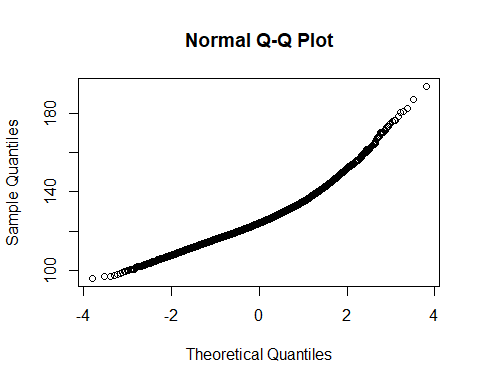 Normal Q-Q Plot
Sample Quantiles
180
140
100
-4 -2 0 2 4
Theoretical Quantiles